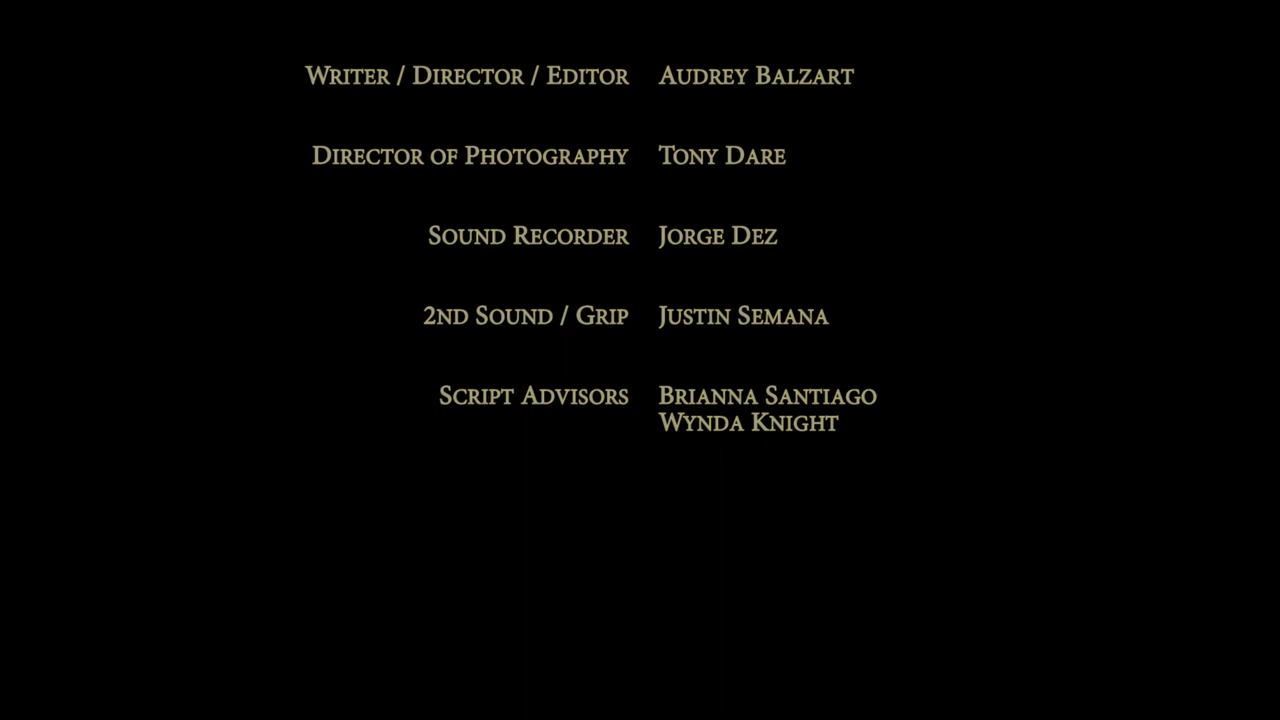 Writer / Director / Editor Audrey Balzart
Director of Photography Tony Dare
Sound Recorder Jorge Dez
2nd Sound / Grip Justin Semana
Script Advisors Brianna Santiago
Wynda Knight